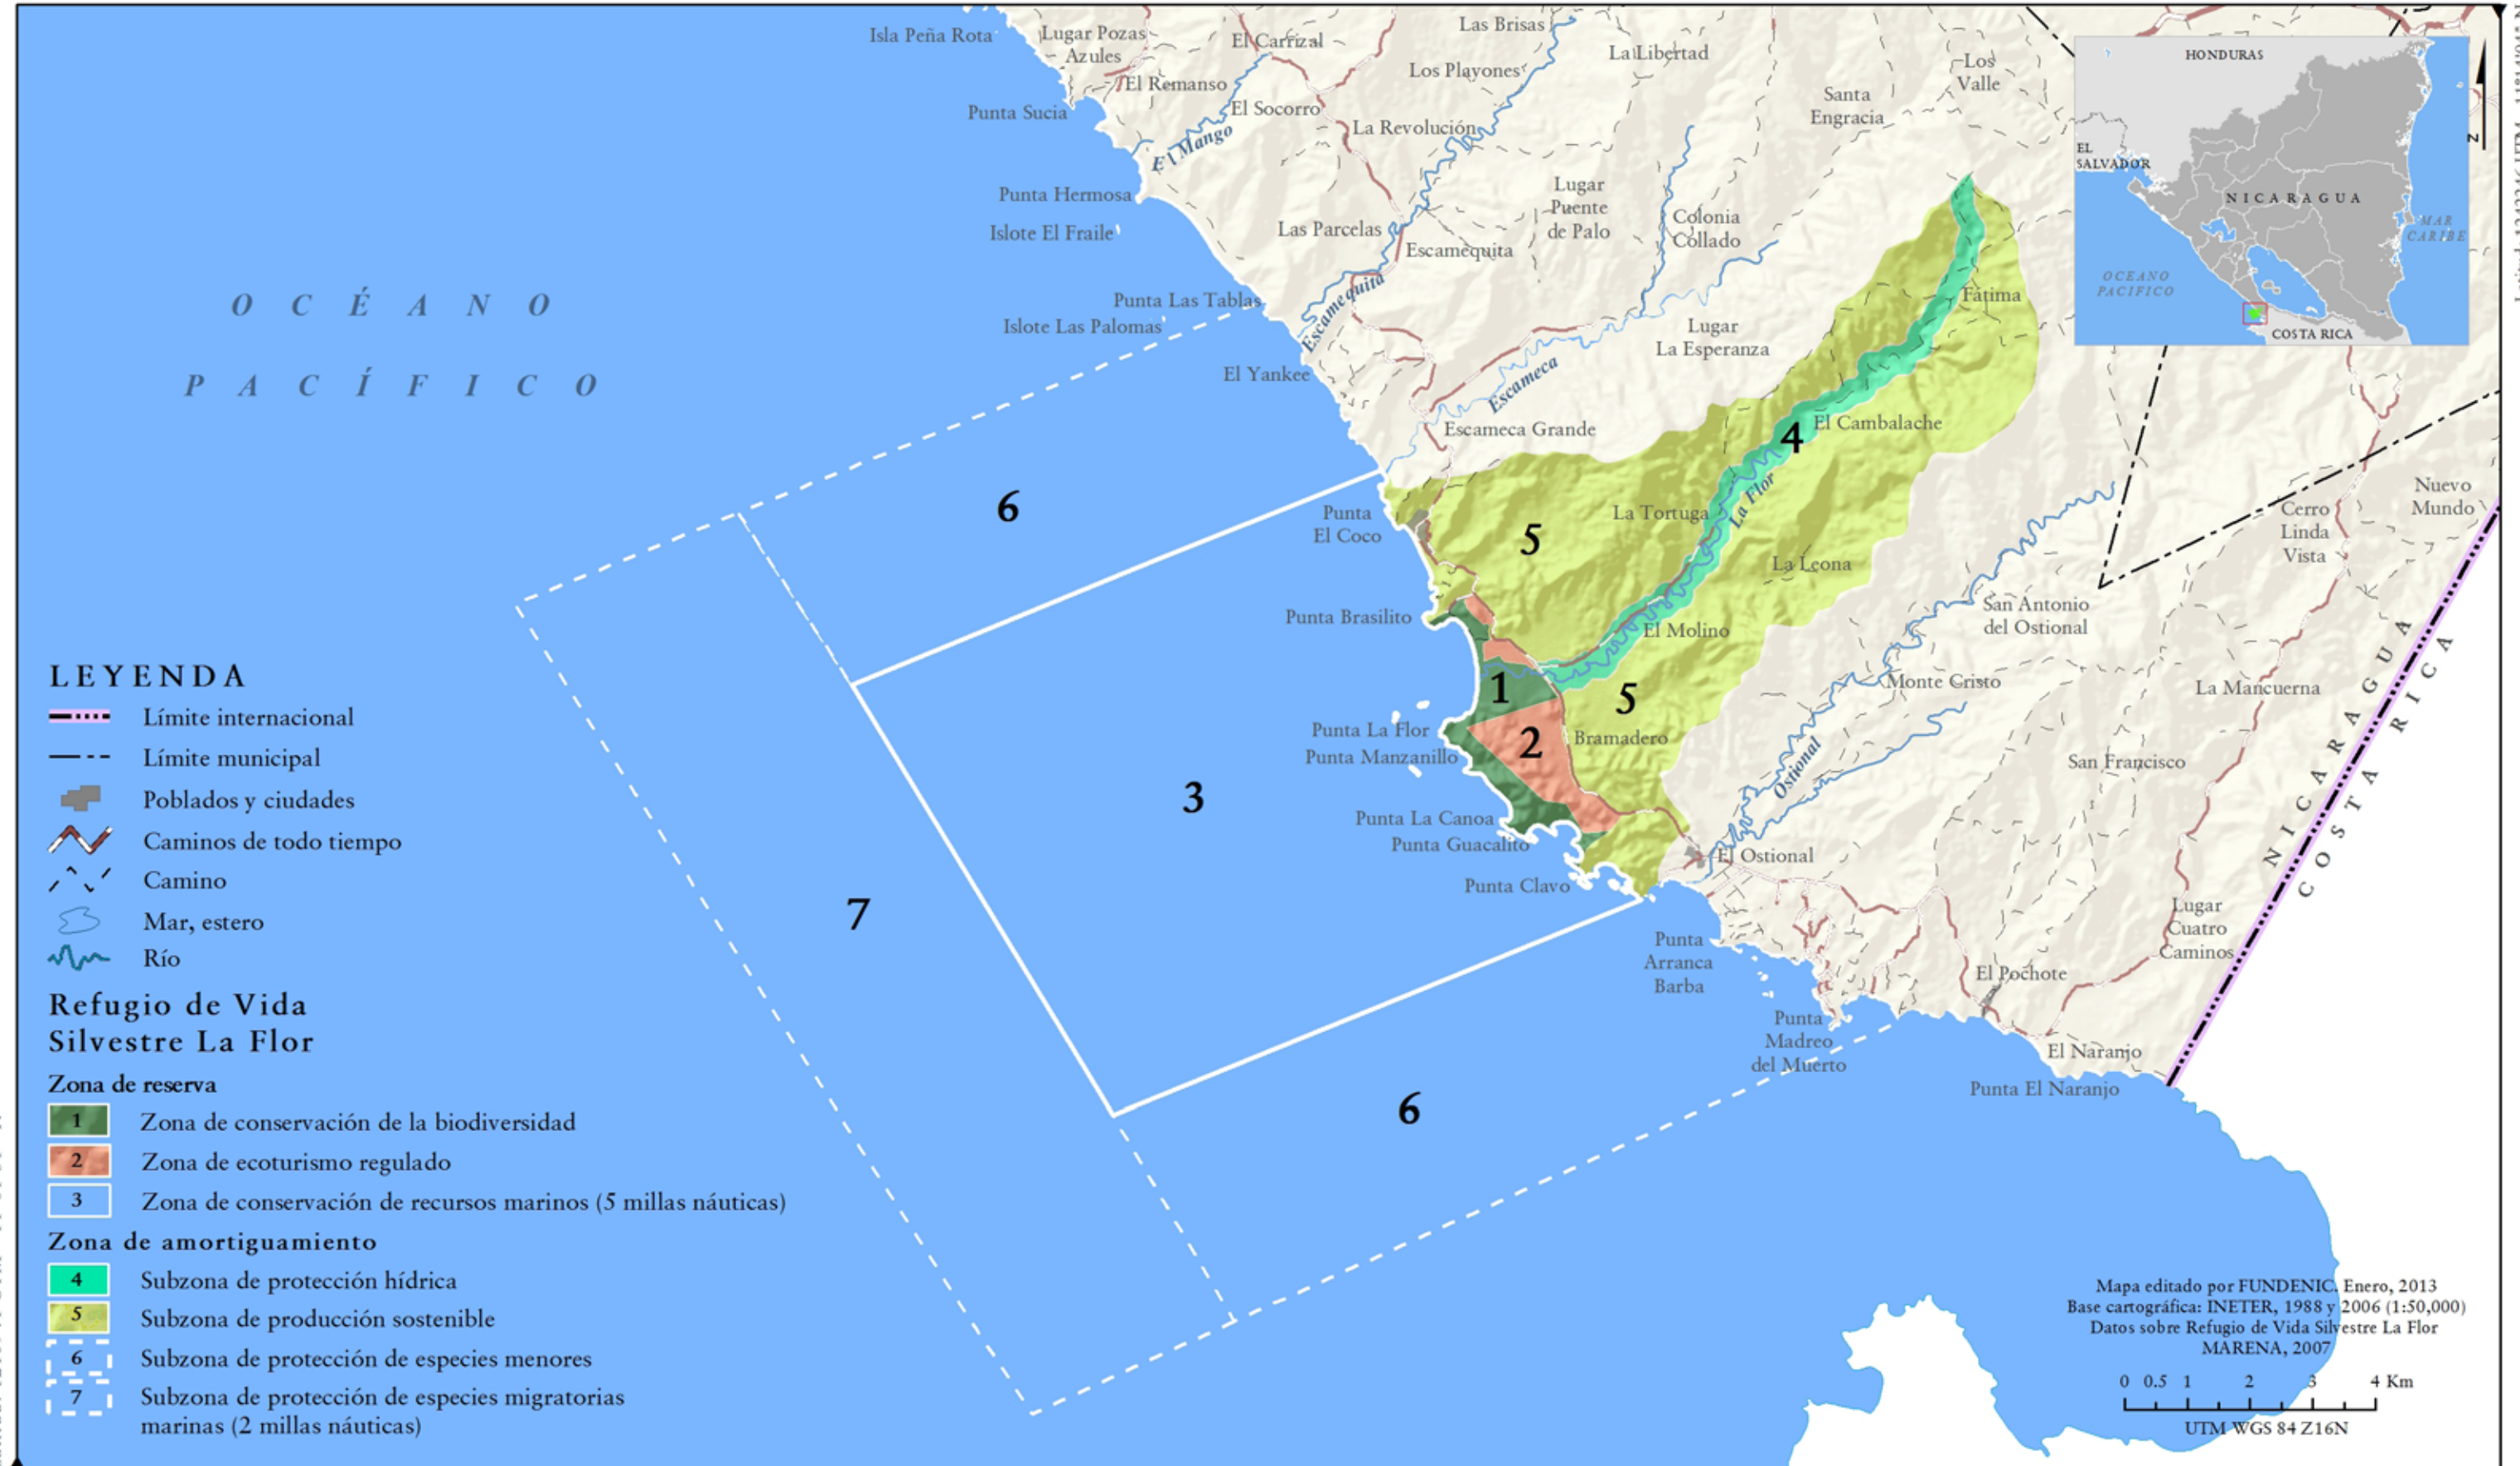 Isla Peña Rota
Lugar Pozas
Azules
El Carrizal
Las Brisas
La Libertad
Los
Valle
El Remanso
Los Playones
Santa
Engracia
Punta Sucia
El Socorro
La Revolución
El Mango
Punta Hermosa
Islote El Fraile
Las Parcelas
Escamequita
Lugar
Puente
de Palo
Colonia
Collado
Punta Las Tablas
Islote Las Palomas
Escamequita
Fátima
Lugar
La Esperanza
El Yankee
Escameca
Escameca Grande
4
El Cambalache
OCÉANO
PACÍFICO
HONDURAS
EL
SALVADOR
NICARAGUA
MAR
CARIBE
OCEANO
PACIFICO
COSTA RICA
N
6
Punta
El Coco
5
La Tortuga
La Flor
La Leona
Nuevo
Mundo
Cerro
Linda
Vista
Punta Brasilito
El Molino
San Antonio
del Ostional
1
5
Monte Cristo
La Mancuerna
Punta La Flor
2
Bramadero
Punta Manzanillo
Ostional
San Francisco
NICARAGUA
COSTA RICA
3
Punta La Canoa
Punta Guacalito
El Ostional
Punta Clavo
7
Punta
Arranca
Barba
Lugar
Cuatro
Caminos
El Pochote
Punta
Madreo
del Muerto
El Naranjo
Punta El Naranjo
6
LEYENDA
Límite internacional
Límite municipal
Poblados y ciudades
Caminos de todo tiempo
Camino
Mar, estero
Río
Refugio de Vida
Silvestre La Flor
Zona de reserva
1 Zona de conservación de la biodiversidad
2 Zona de ecoturismo regulado
3 Zona de conservación de recursos marinos (5 millas náuticas)
Zona de amortiguamiento
4 Subzona de protección hídrica
5 Subzona de producción sostenible
6 Subzona de protección de especies menores
7 Subzona de protección de especies migratorias
marinas (2 millas náuticas)
Mapa editado por FUNDENIC. Enero, 2013
Base cartográfica: INETER, 1988 y 2006 (1:50,000)
Datos sobre Refugio de Vida Silvestre La Flor
MARENA, 2007
0 0.5 1 2 3 4 Km
UTM WGS 84 Z16N